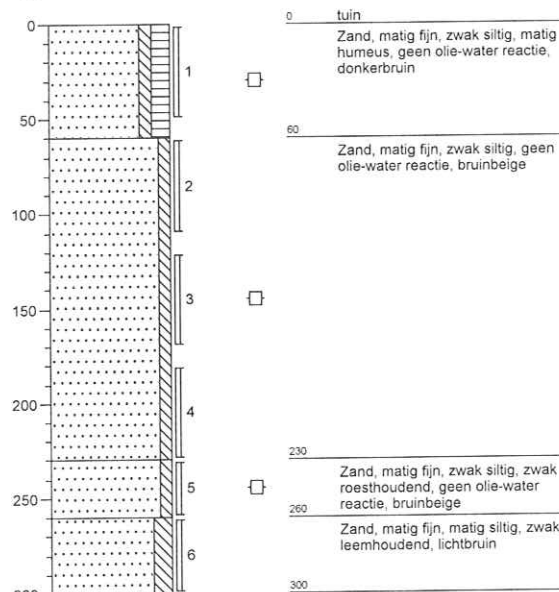 0
50
100
150
200
250
1
2
3
4
5
6
0 tuin
Zand, matig fijn, zwak siltig, matig
humeus, geen olie-water reactie,
donkerbruin
60
Zand, matig fijn, zwak siltig, geen
olie-water reactie, bruinbeige
230
Zand, matig fijn, zwak siltig, zwak
roesthoudend, geen olie-water
reactie, bruinbeige
260
Zand, matig fijn, matig siltig, zwak
leemhoudend, lichtbruin
300